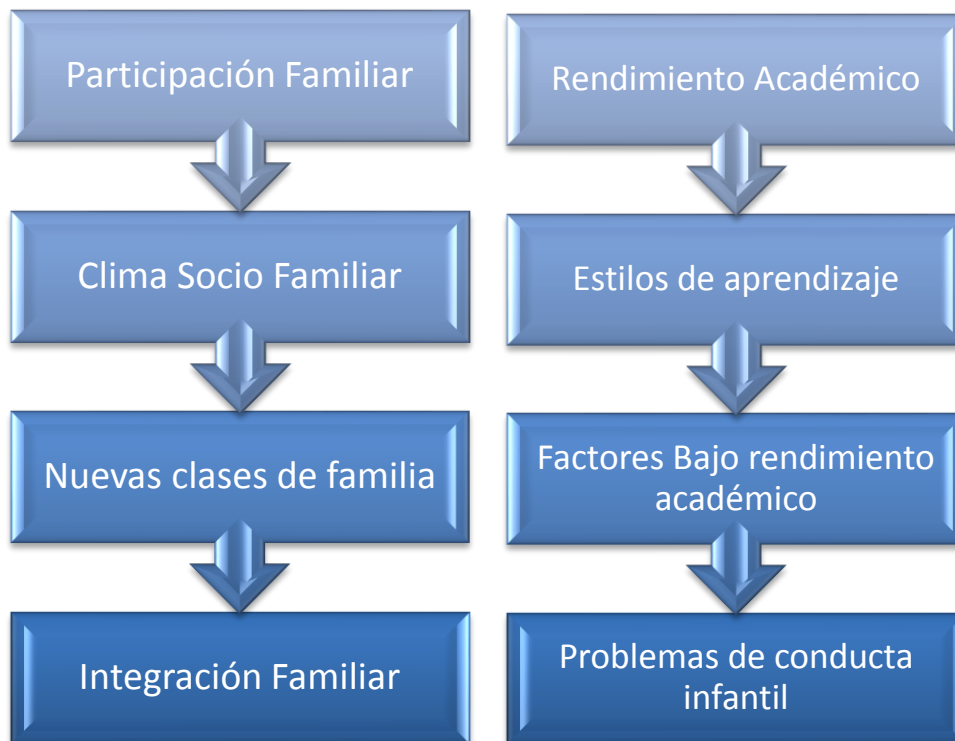 Participación Familiar
Clima Socio Familiar
Nuevas clases de familia
Integración Familiar
Rendimiento Académico
Estilos de aprendizaje
Factores Bajo rendimiento
académico
Problemas de conducta
infantil